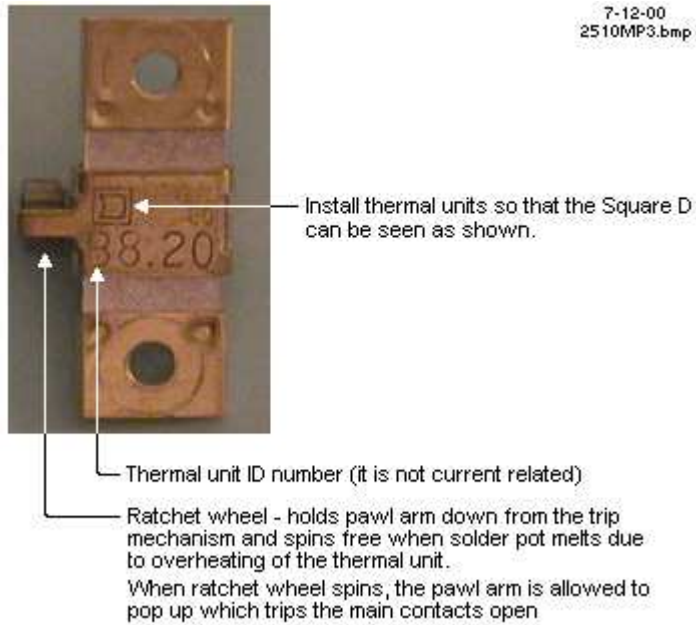 7-12-00
2510MP3.bmp
D
Install thermal units so that the Square D
can be seen as shown.
B8.20
Thermal unit ID number (it is not current related)
Ratchet wheel - holds pawl arm down from the trip
mechanism and spins free when solder pot melts due
to overheating of the thermal unit.
When ratchet wheel spins, the pawl arm is allowed to
pop up which trips the main contacts open